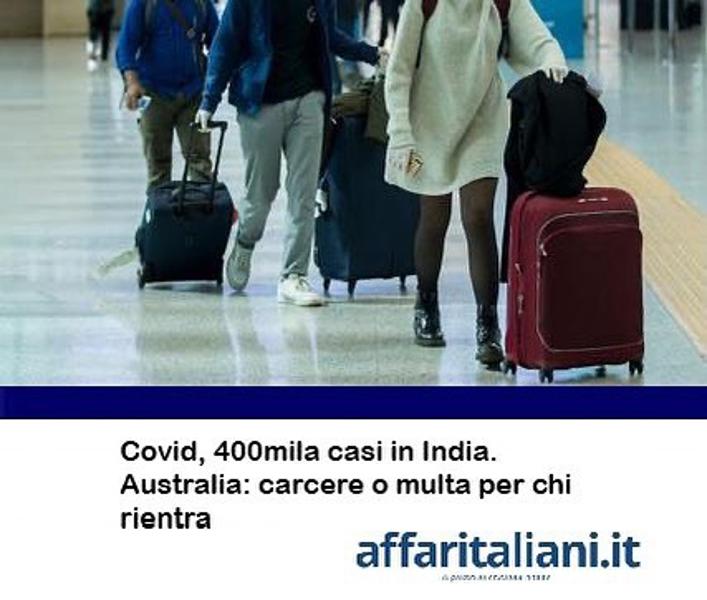 Covid, 400mila casi in India.
Australia: carcere o multa per chi
rientra
affaritaliani.it